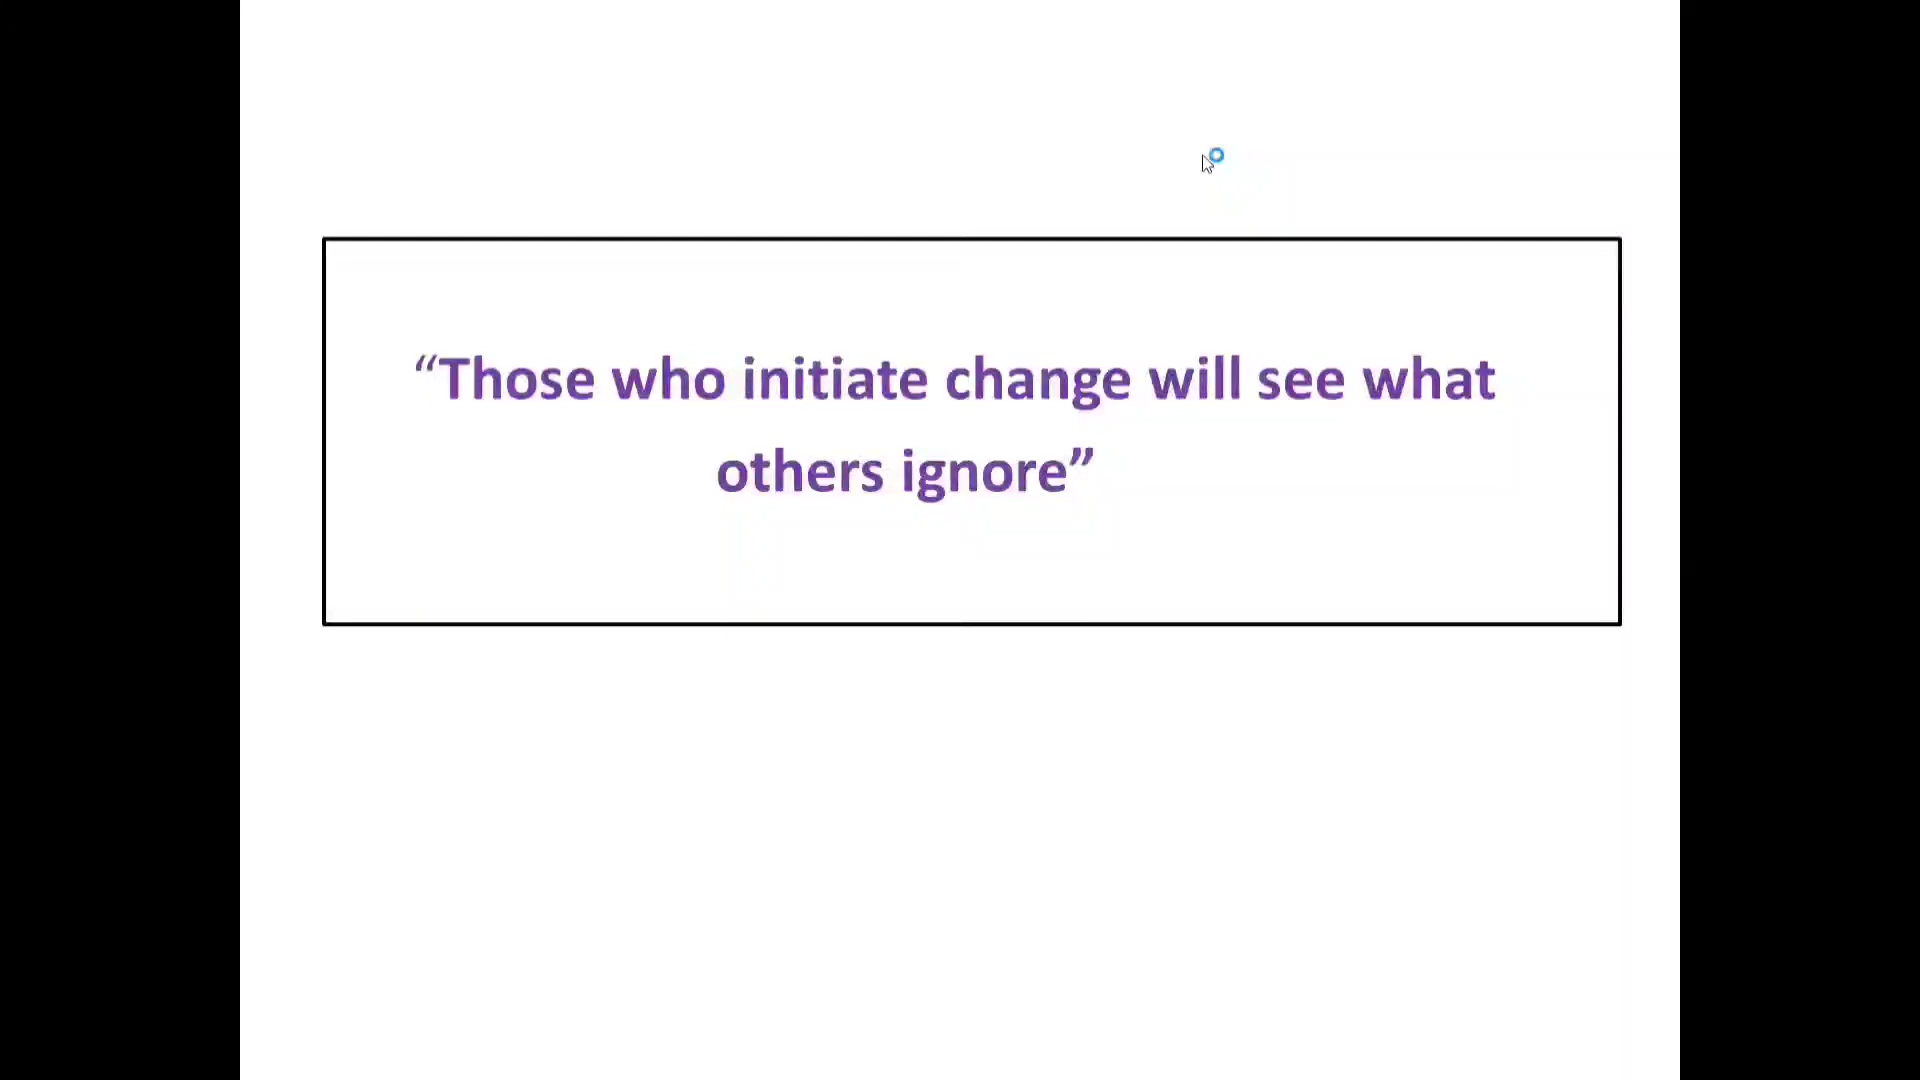 “Those who initiate change will see what
others ignore”